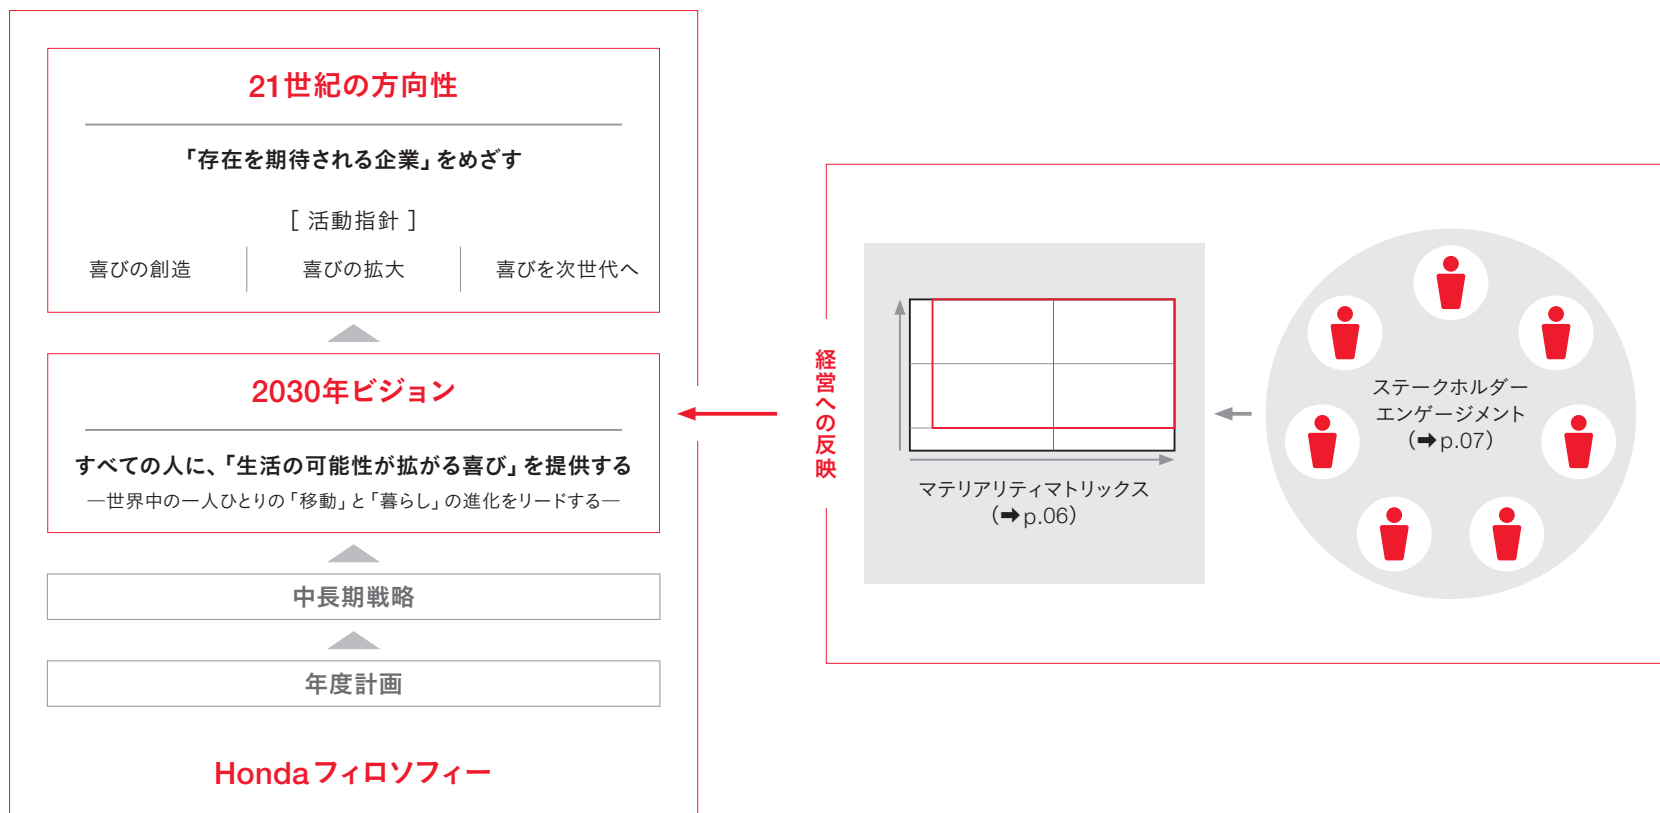 21世紀の方向性
「存在を期待される企業」をめざす
［ 活動指針 ］
喜びの創造
喜びの拡大
喜びを次世代へ
2030年ビジョン
すべての人に、「生活の可能性が拡がる喜び」を提供する
―世界中の一人ひとりの「移動」と「暮らし」の進化をリードする―
中長期戦略
年度計画
Hondaフィロソフィー
経営への反映
マテリアリティマトリックス
（➡p.06）
ステークホルダー
エンゲージメント
（➡p.07）